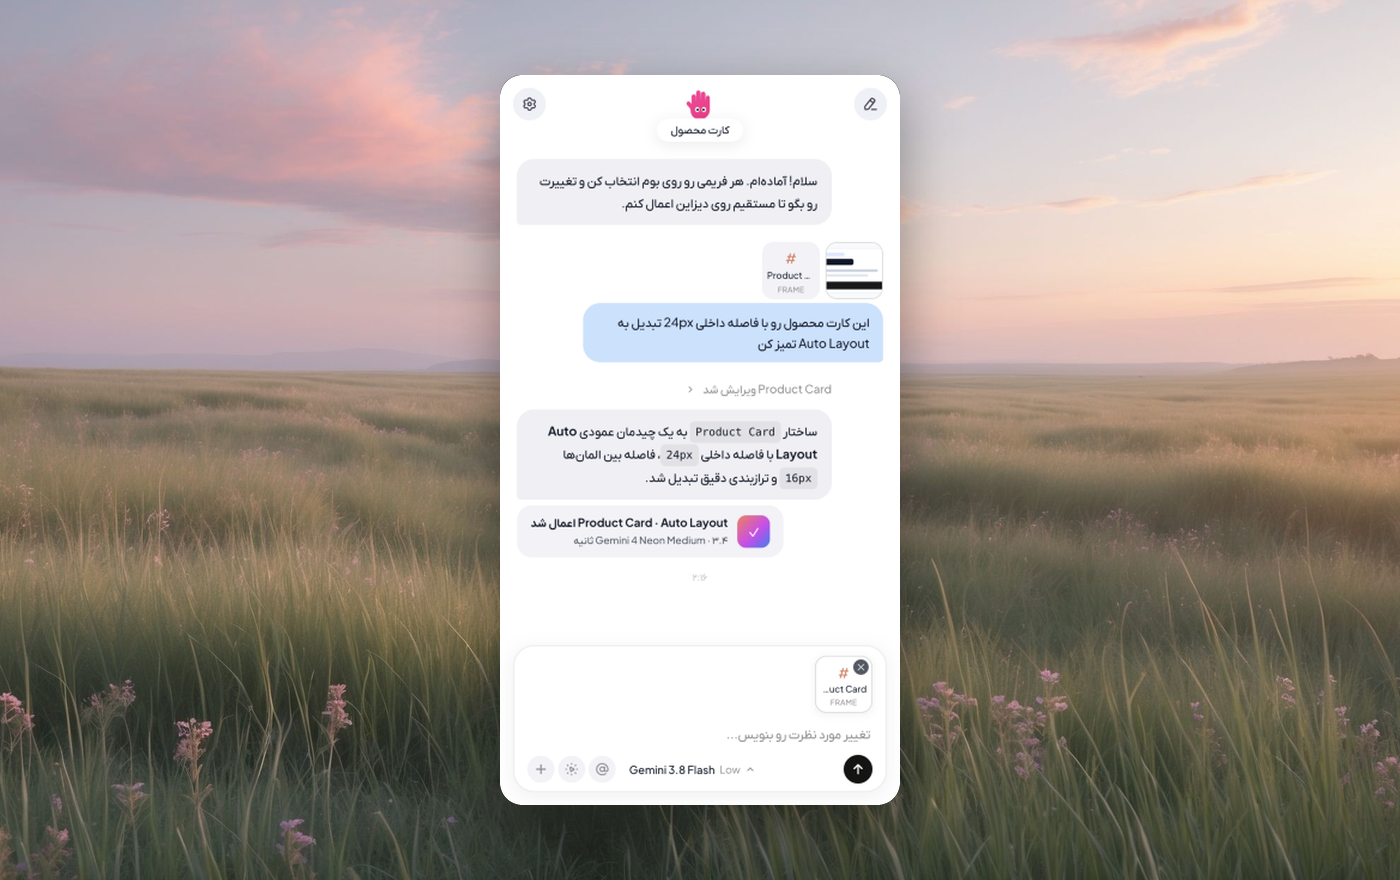 کارت محصول
سلام! آماده‌ام. هر فریمی رو روی بوم انتخاب کن و تغییرت
رو بگو تا مستقیم روی دیزاین اعمال کنم.
# Product ...
FRAME
این کارت محصول رو با فاصله داخلی 24px تبدیل به
Auto Layout تمیز کن
Product Card ویرایش شد
ساختار Product Card به یک چیدمان عمودی Auto
Layout با فاصله داخلی 24px، فاصله بین المان‌ها
16px و ترازبندی دقیق تبدیل شد.
Product Card · Auto Layout اعمال شد
Gemini 4 Neon Medium · ۳.۴ ثانیه
۲:۱۶
#
...uct Card
FRAME
تغییر مورد نظرت رو بنویس...
Gemini 3.8 Flash Low